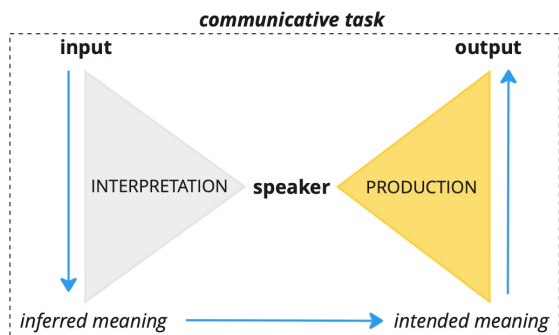 communicative task
input
output
INTERPRETATION
speaker
PRODUCTION
inferred meaning
intended meaning